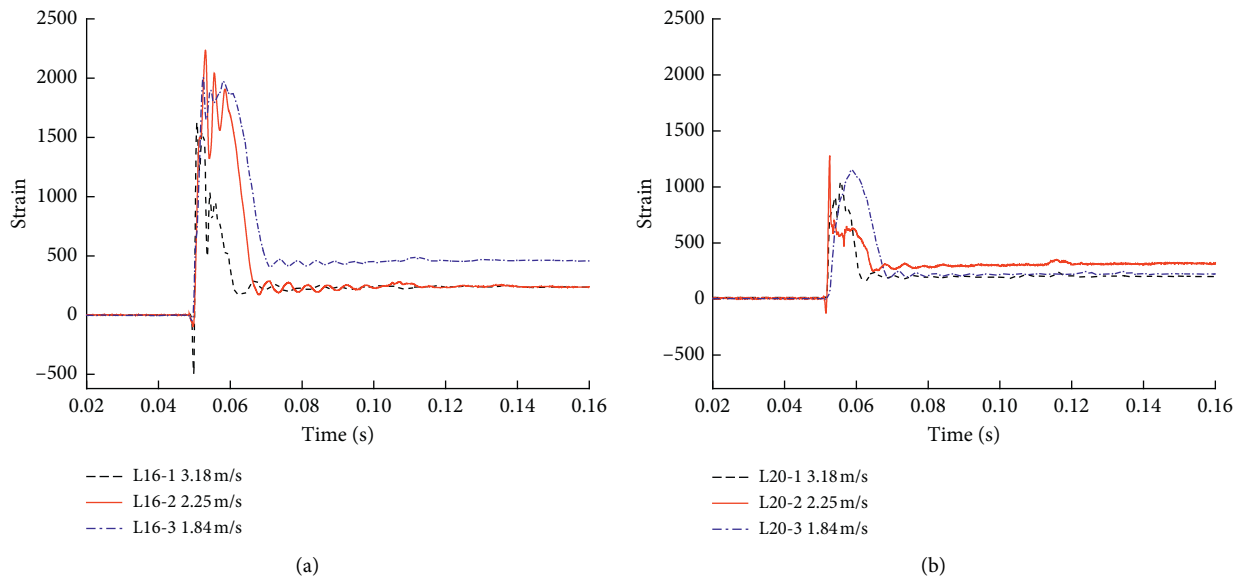 2500
2000
1500
1000
500
0
−500
Strain
0.02 0.04 0.06 0.08 0.10 0.12 0.14 0.16
Time (s)
L16-1 3.18 m/s
L16-2 2.25 m/s
L16-3 1.84 m/s
(a)
2500
2000
1500
1000
500
0
−500
Strain
0.02 0.04 0.06 0.08 0.10 0.12 0.14 0.16
Time (s)
L20-1 3.18 m/s
L20-2 2.25 m/s
L20-3 1.84 m/s
(b)